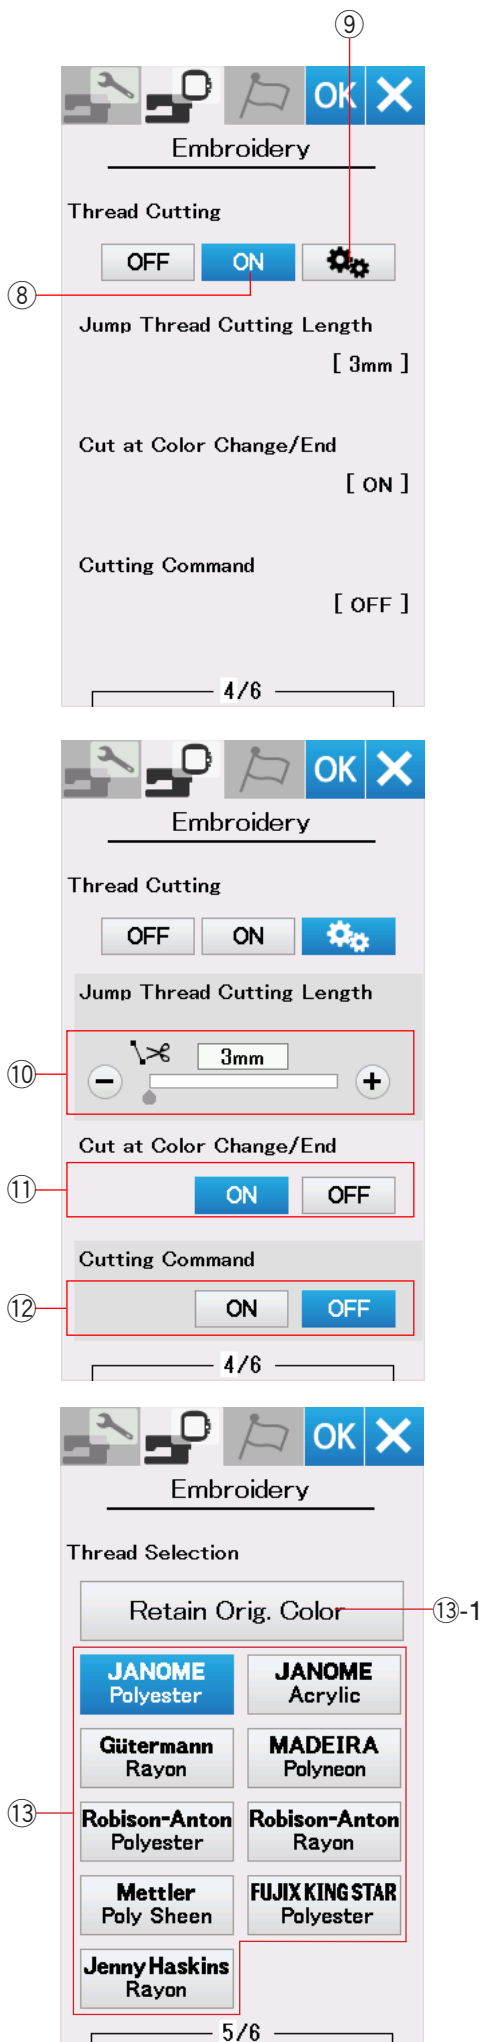 ⑨
OK
Embroidery
Thread Cutting
OFF ON
⑧
Jump Thread Cutting Length
[ 3mm ]
Cut at Color Change/End
[ ON ]
Cutting Command
[ OFF ]
4/6
OK
Embroidery
Thread Cutting
OFF ON
Jump Thread Cutting Length
3mm
⑩
Cut at Color Change/End
⑪
ON OFF
Cutting Command
⑫
ON OFF
4/6
OK
Embroidery
Thread Selection
Retain Orig. Color
⑬-1
JANOME JANOME
Polyester Acrylic
Gütermann MADEIRA
Rayon Polyneon
⑬
Robison-Anton Robison-Anton
Polyester Rayon
Mettler FUJIX KING STAR
Poly Sheen Polyester
Jenny Haskins
Rayon
5/6